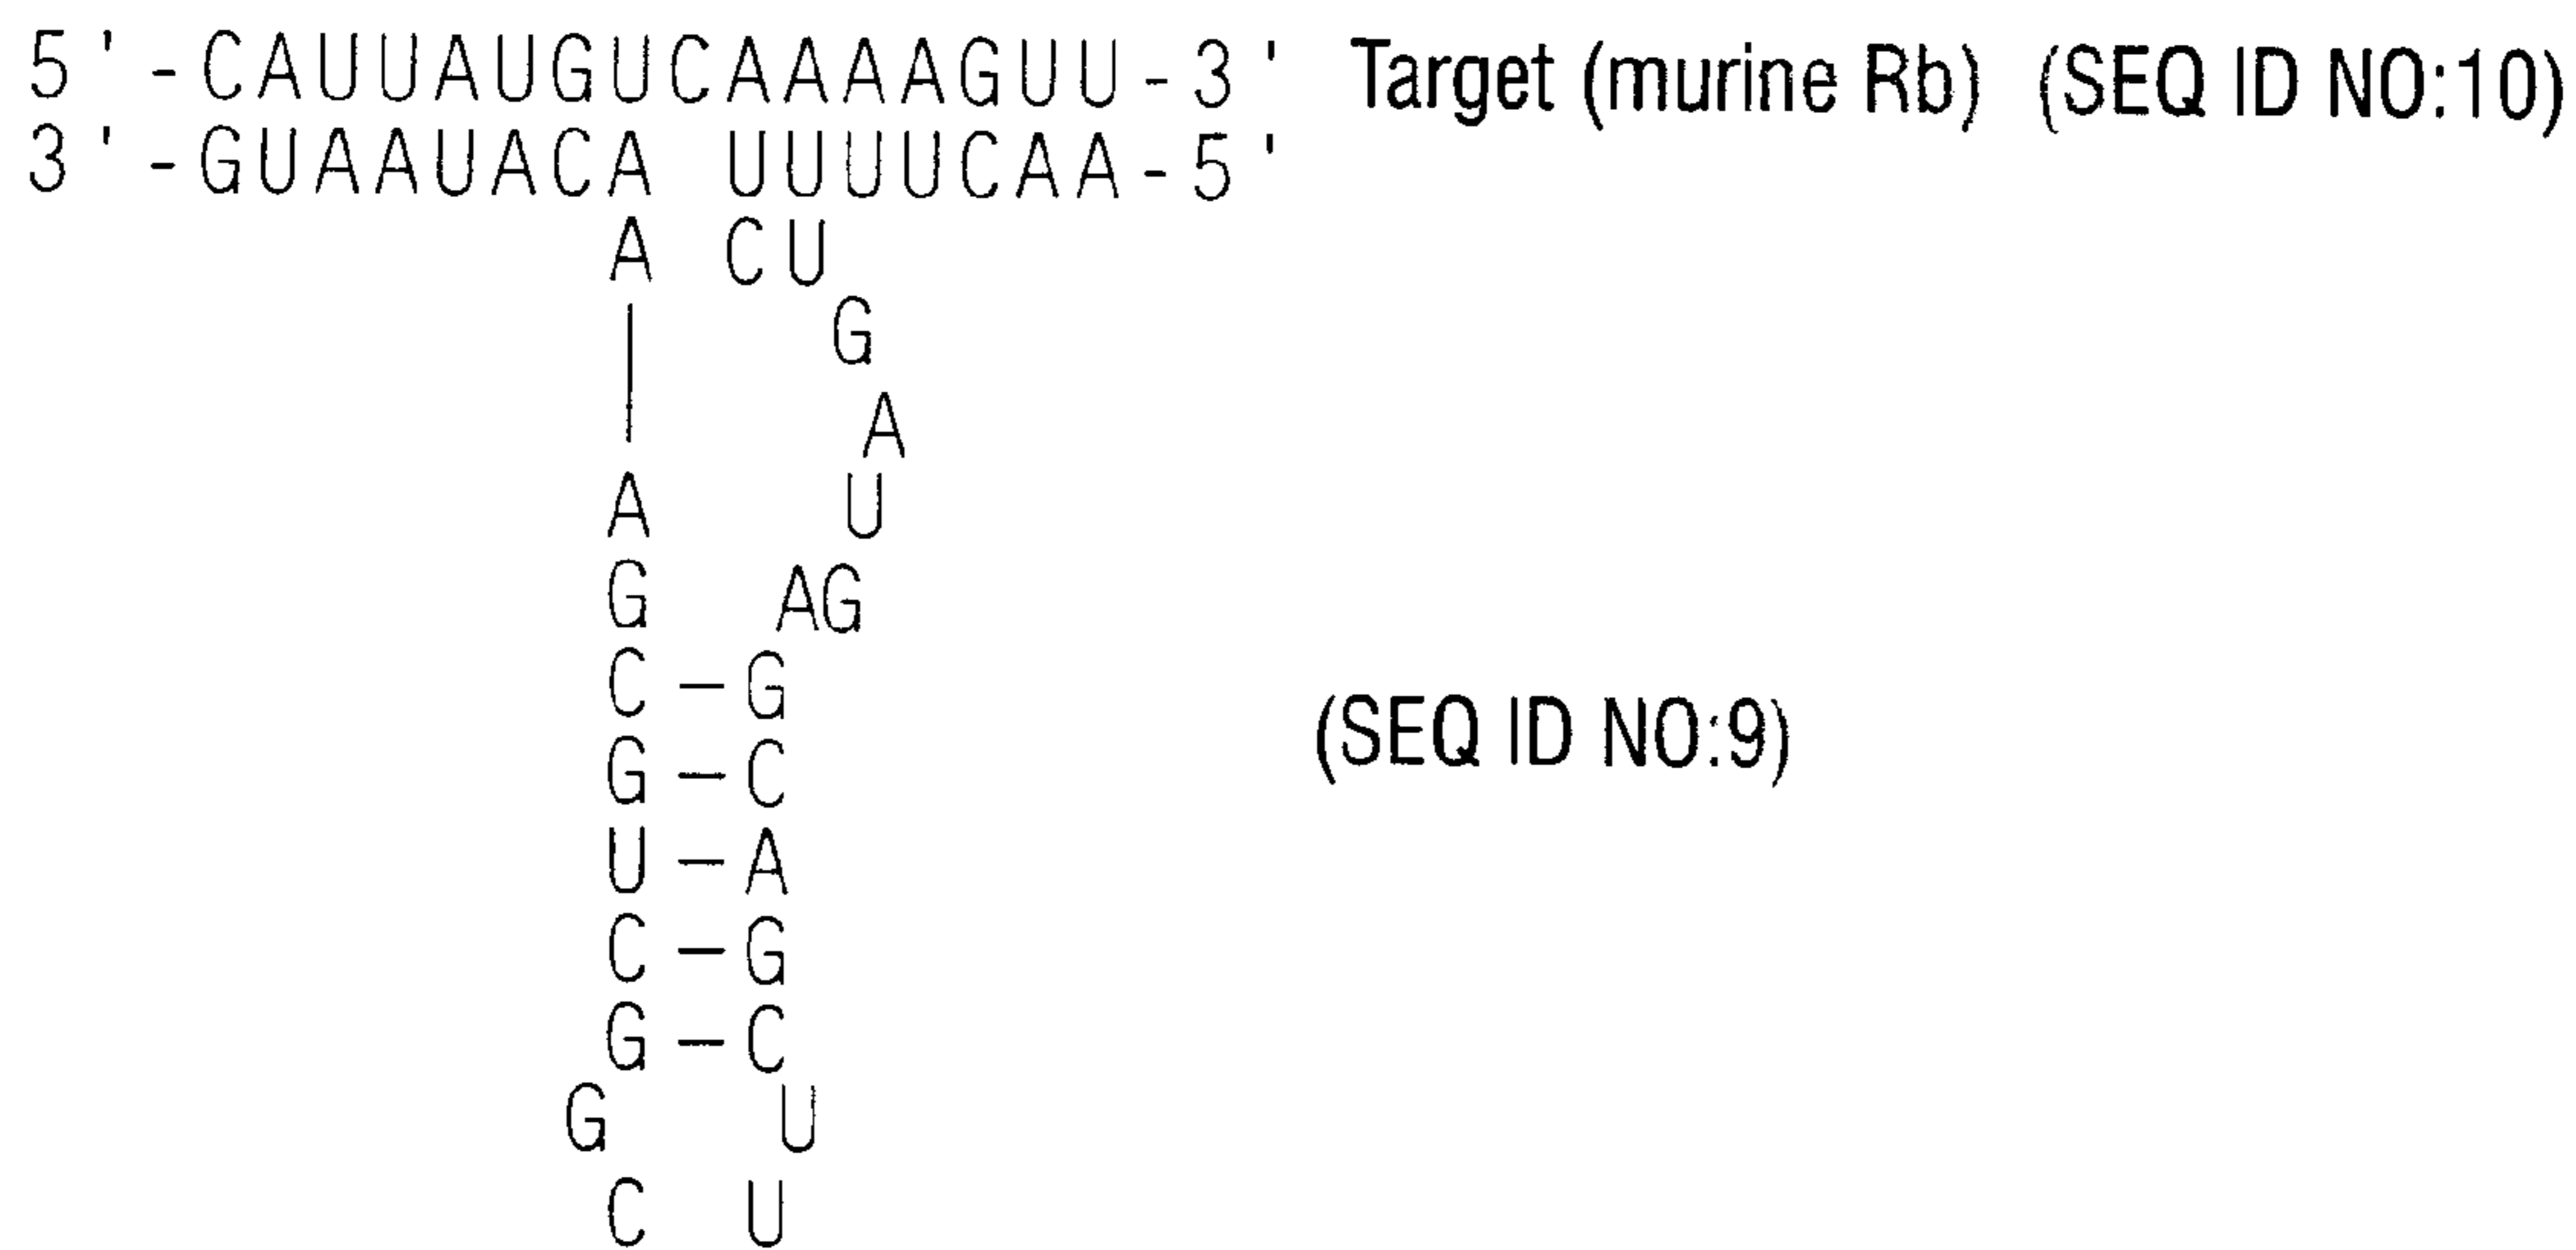 5'-CAUUAUGUCAAAAGUU-3' Target (murine Rb) (SEQ ID NO:10)
3'-GUAAUACA UUUUCAA-5'
A CU
G
A
A U
G AG
C – G
G – C (SEQ ID NO:9)
U – A
C – G
G – C
G U
C U